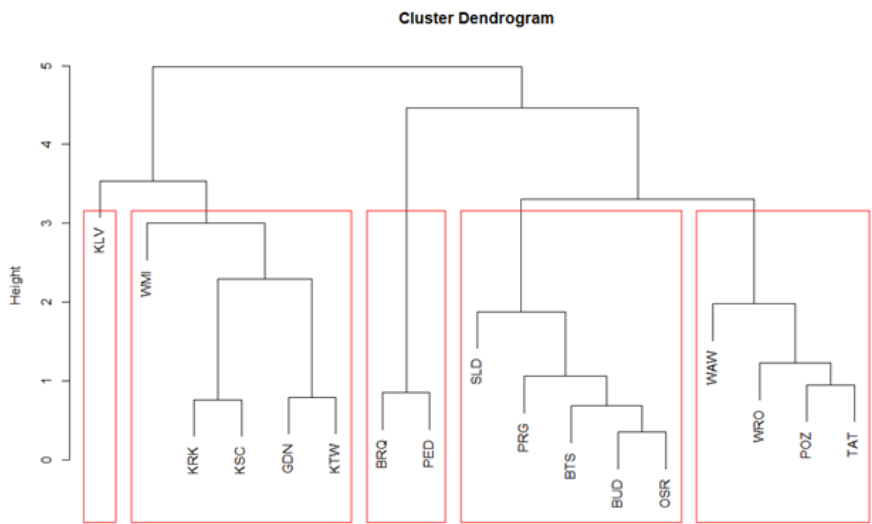 Cluster Dendrogram
Height
5
4
3
2
1
0
KLV
WMI
KRK
KSC
GDN
KTW
BRQ
PED
SLD
PRG
BTS
BUD
OSR
WAW
WRO
POZ
TAT